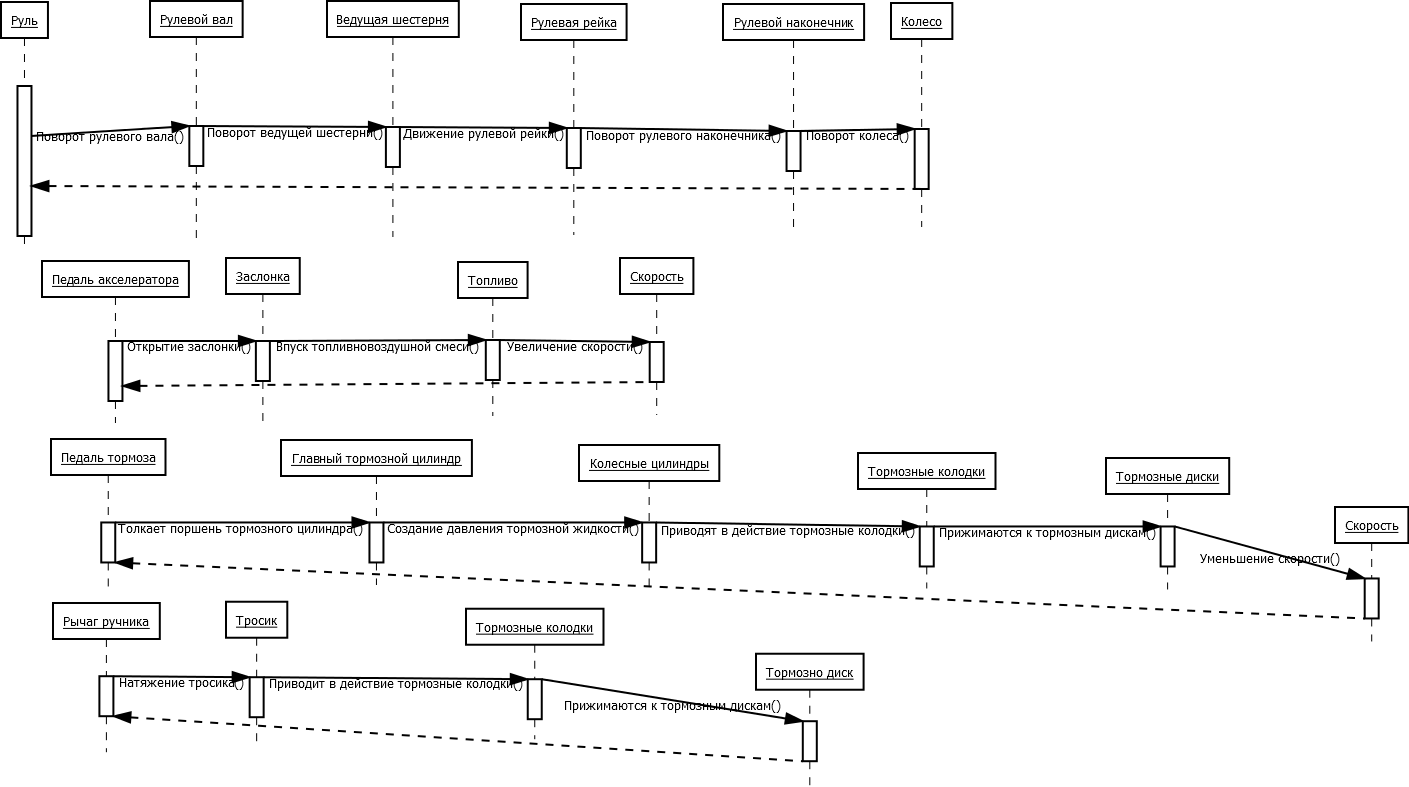 Руль
Рулевой вал
Ведущая шестерня
Рулевая рейка
Рулевой наконечник
Колесо
Поворот рулевого вала()
Поворот ведущей шестерни()
Движение рулевой рейки()
Поворот рулевого наконечника()
Поворот колеса()
Педаль акселератора
Заслонка
Топливо
Скорость
Открытие заслонки()
Впуск топливновоздушной смеси()
Увеличение скорости()
Педаль тормоза
Главный тормозной цилиндр
Колесные цилиндры
Тормозные колодки
Тормозные диски
Скорость
Толкает поршень тормозного цилиндра()
Создание давления тормозной жидкости()
Приводят в действие тормозные колодки()
Прижимаются к тормозным дискам()
Уменьшение скорости()
Рычаг ручника
Тросик
Тормозные колодки
Тормозно диск
Натяжение тросика()
Приводит в действие тормозные колодки()
Прижимаются к тормозным дискам()